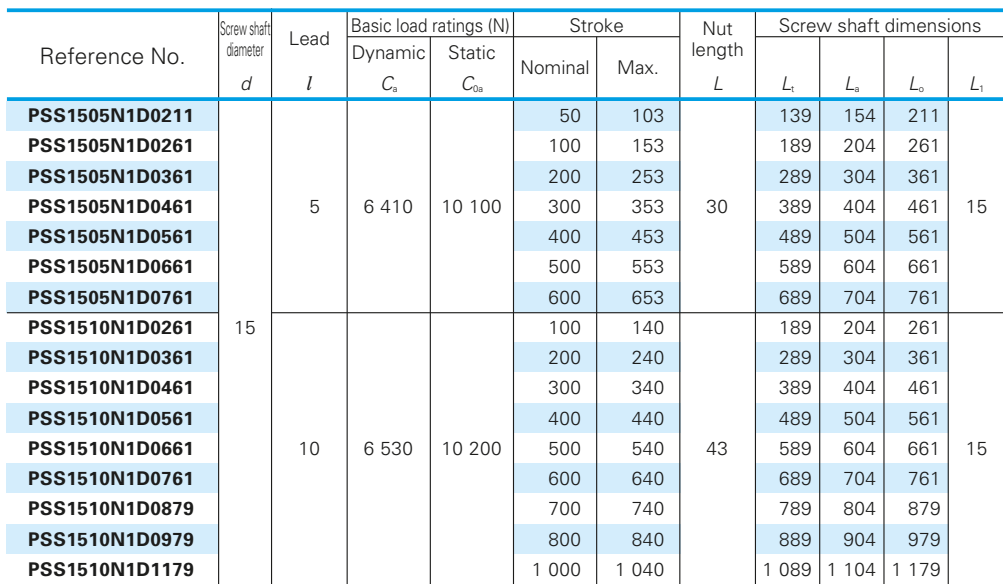 Reference No. Screw shaft diameter d Lead l Basic load ratings (N) Stroke Nut length L Screw shaft dimensions
Dynamic Ca Static C0a Nominal Max. Lt La Lo L1
PSS1505N1D0211 50 103 139 154 211
PSS1505N1D0261 100 153 189 204 261
PSS1505N1D0361 200 253 289 304 361
PSS1505N1D0461 5 6 410 10 100 300 353 30 389 404 461 15
PSS1505N1D0561 400 453 489 504 561
PSS1505N1D0661 500 553 589 604 661
PSS1505N1D0761 600 653 689 704 761
PSS1510N1D0261 15 100 140 189 204 261
PSS1510N1D0361 200 240 289 304 361
PSS1510N1D0461 300 340 389 404 461
PSS1510N1D0561 400 440 489 504 561
PSS1510N1D0661 10 6 530 10 200 500 540 43 589 604 661 15
PSS1510N1D0761 600 640 689 704 761
PSS1510N1D0879 700 740 789 804 879
PSS1510N1D0979 800 840 889 904 979
PSS1510N1D1179 1 000 1 040 1 089 1 104 1 179